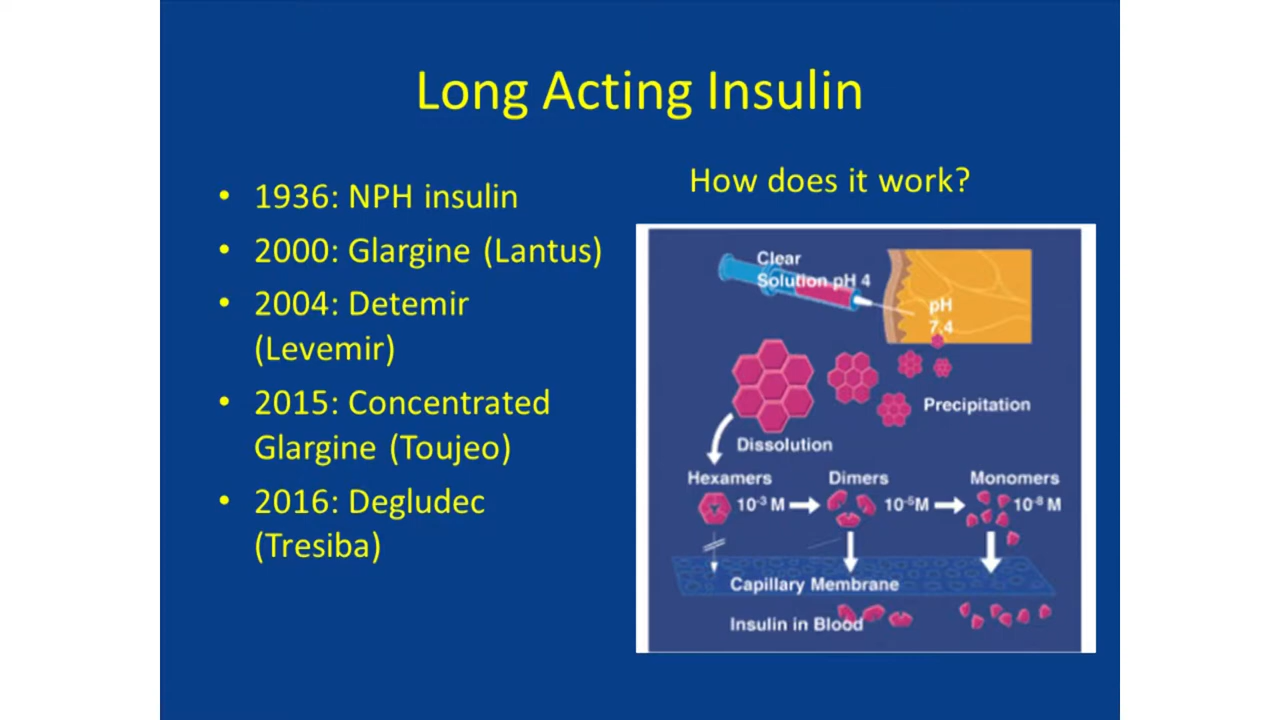 Long Acting Insulin
• 1936: NPH insulin
• 2000: Glargine (Lantus)
• 2004: Detemir
(Levemir)
• 2015: Concentrated
Glargine (Toujeo)
• 2016: Degludec
(Tresiba)
How does it work?
Clear
Solution pH 4
pH
7.4
Precipitation
Dissolution
Hexamers Dimers Monomers
10⁻³ M 10⁻⁵M 10⁻⁸ M
Capillary Membrane
Insulin in Blood